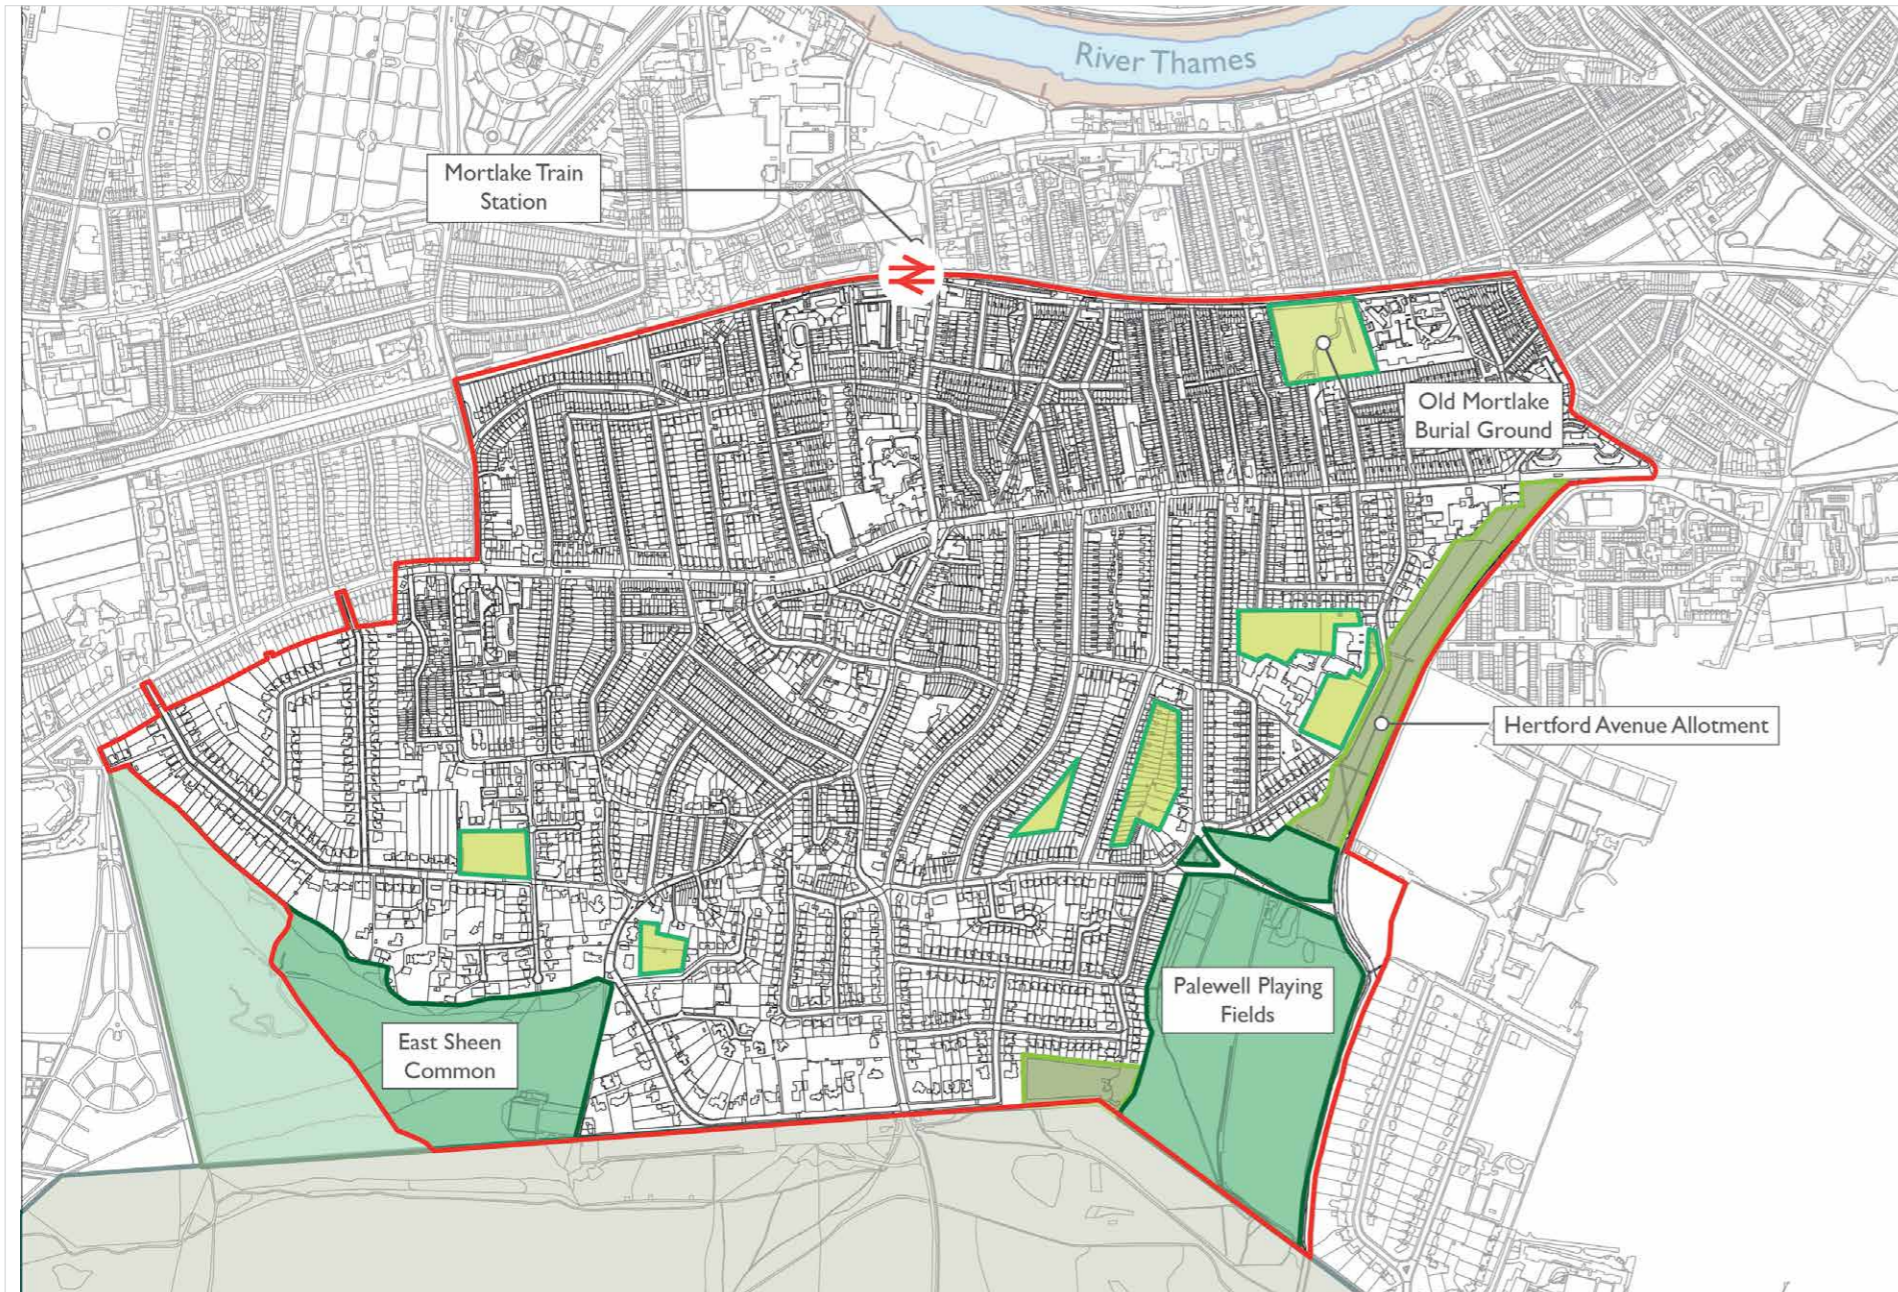 River Thames
Mortlake Train
Station
Old Mortlake
Burial Ground
Hertford Avenue Allotment
Palewell Playing
Fields
East Sheen
Common